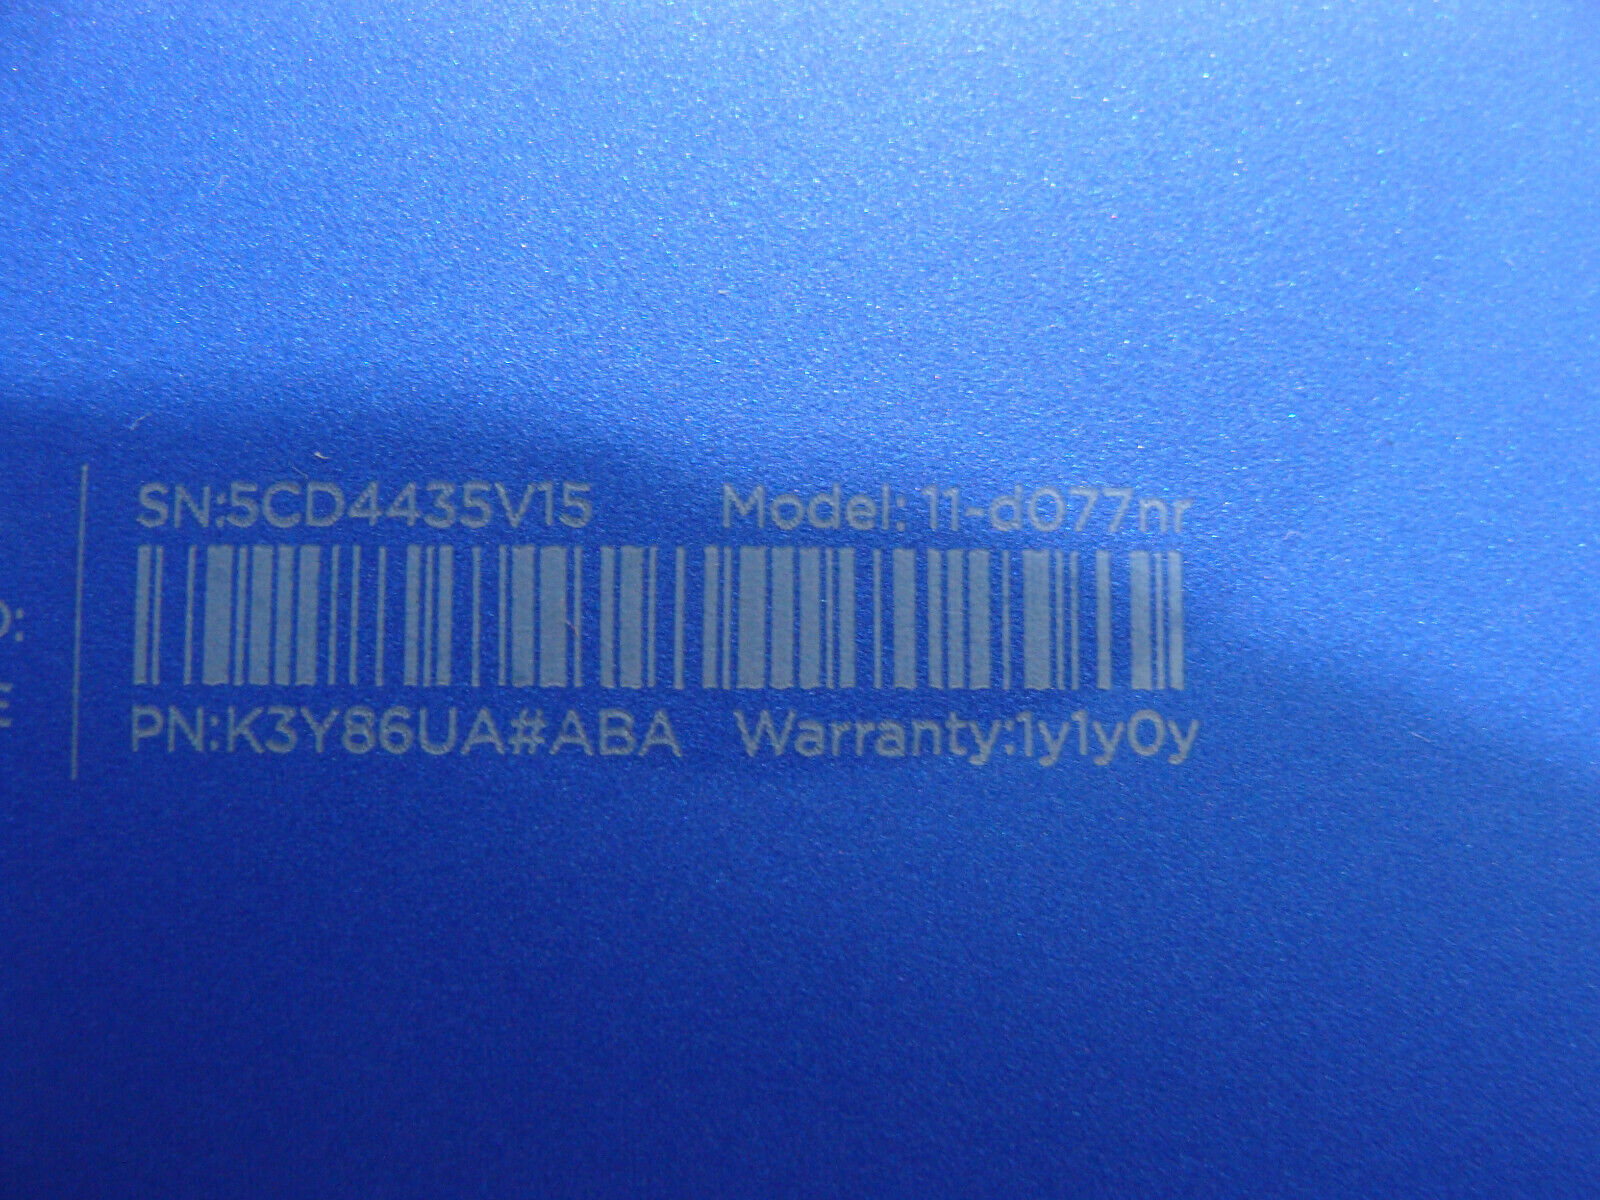 SN:5CD4435V15 Model: 11-d077nr
PN:K3Y86UA#ABA Warranty:1y1y0y